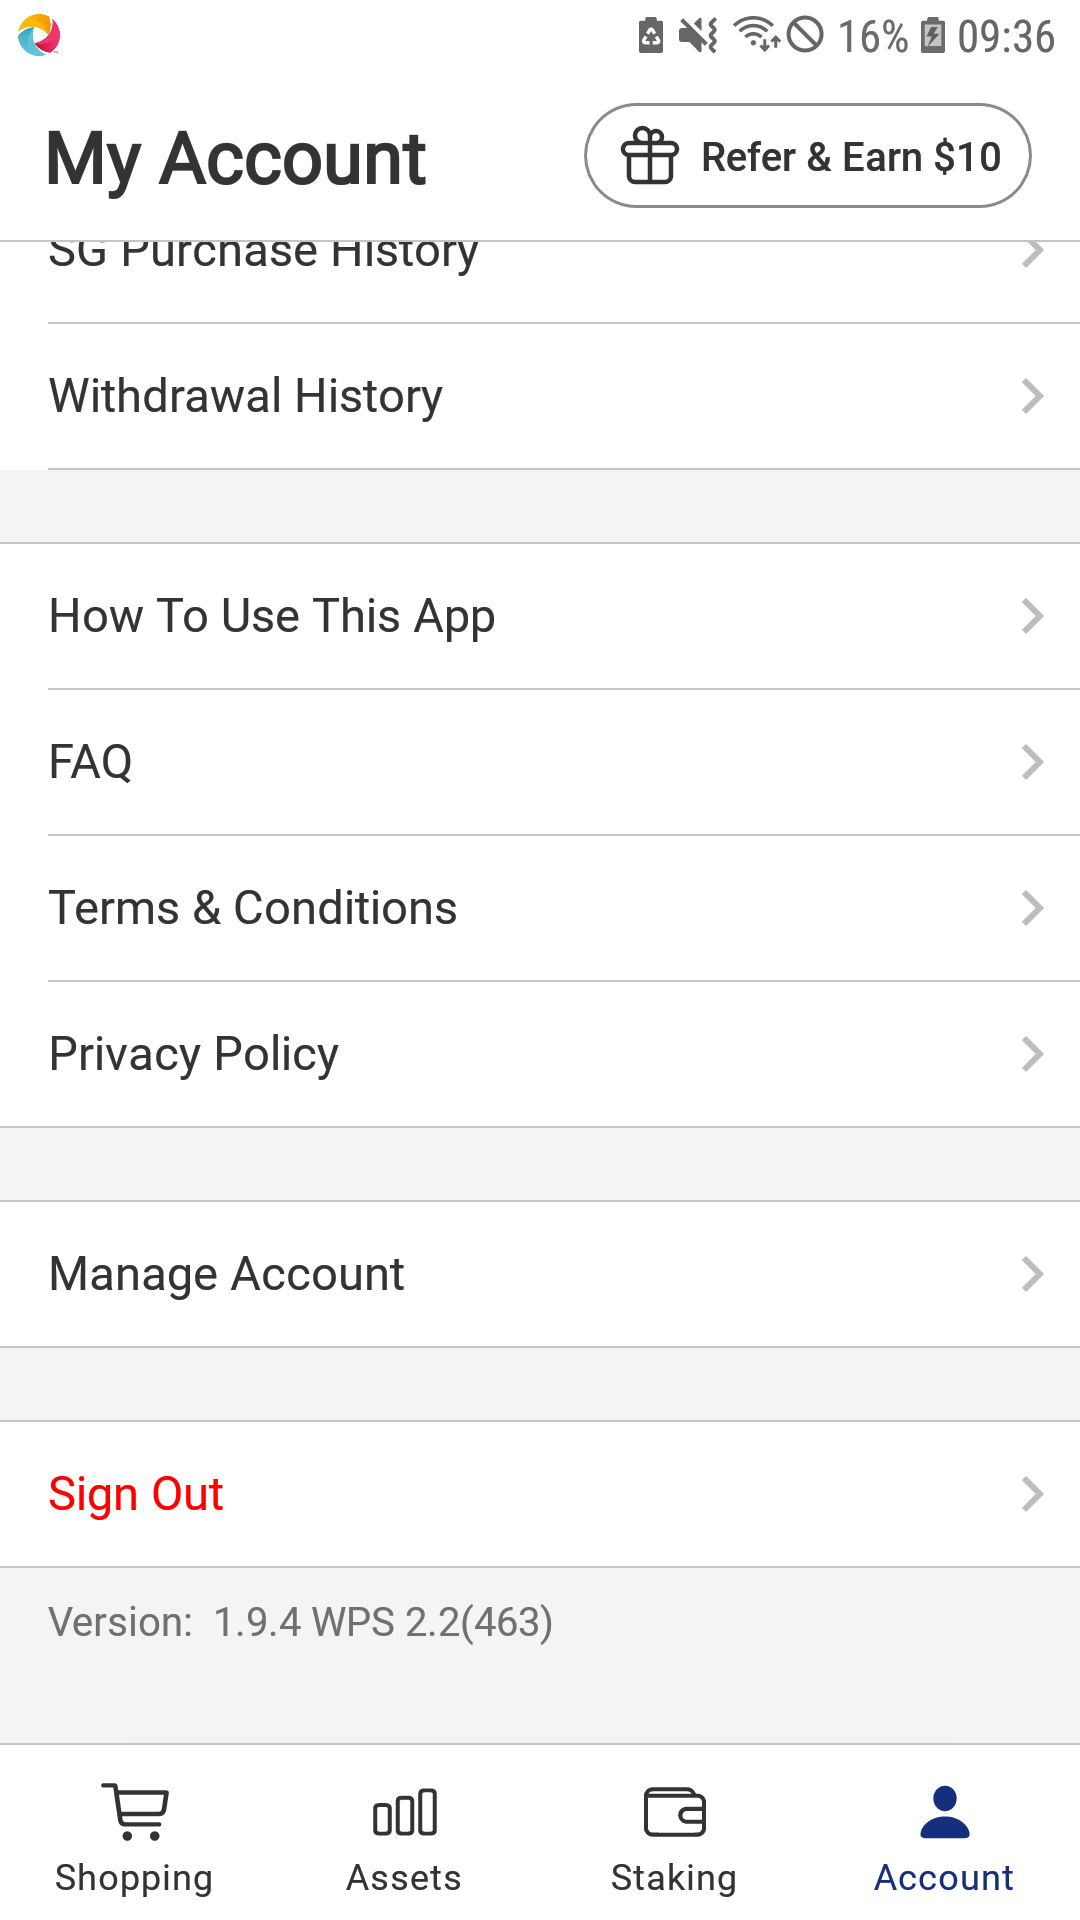 16% 09:36
My Account
Refer & Earn $10
SG Purchase History
Withdrawal History
How To Use This App
FAQ
Terms & Conditions
Privacy Policy
Manage Account
Sign Out
Version: 1.9.4 WPS 2.2(463)
Shopping Assets Staking Account